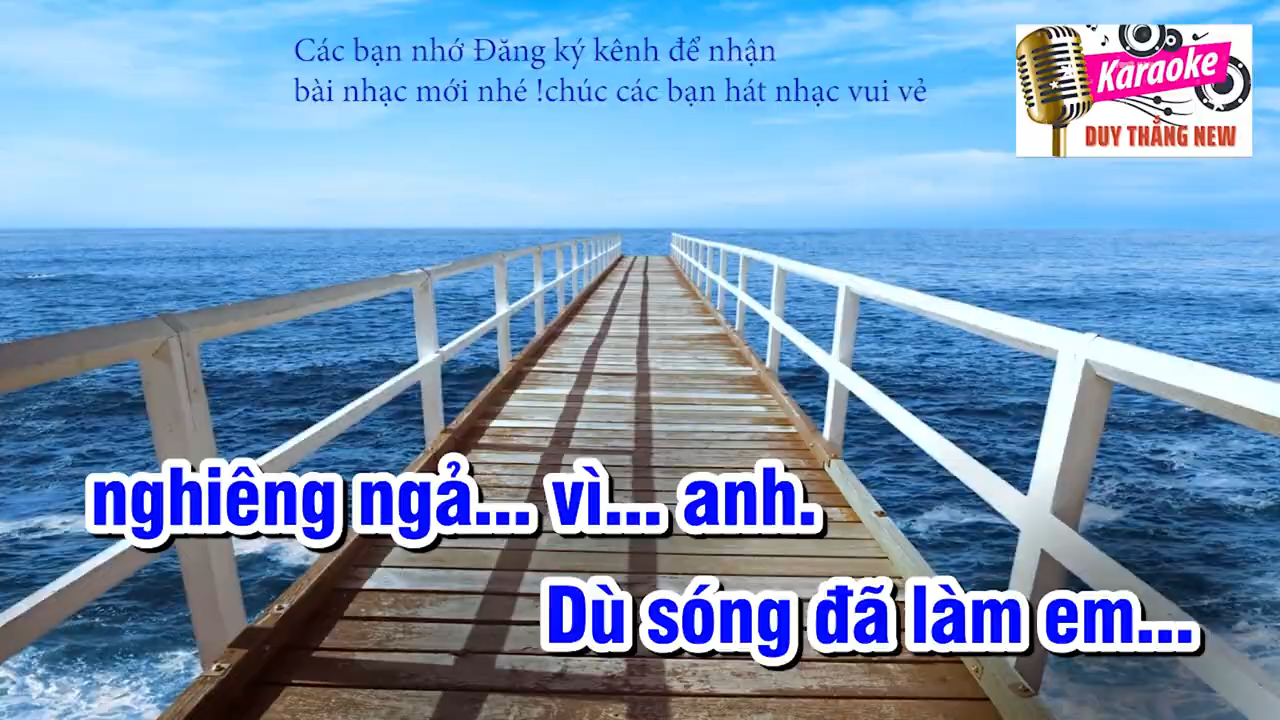 Các bạn nhớ Đăng ký kênh để nhận
bài nhạc mới nhé !chúc các bạn hát nhạc vui vẻ
Karaoke
DUY THẮNG NEW
nghiêng ngả... vì... anh.
Dù sóng đã làm em...